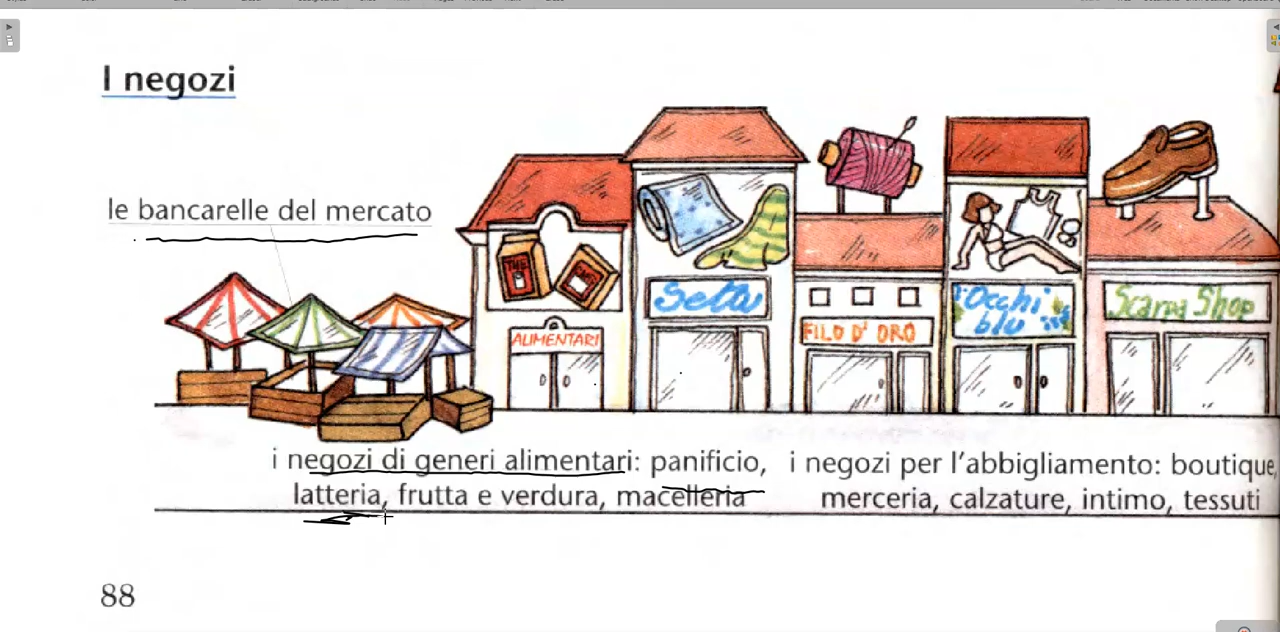 I negozi
le bancarelle del mercato
THE
ALIMENTARI
Seta
FILO D'ORO
Occhi
blu
Scarpa Shop
i negozi di generi alimentari: panificio,
latteria, frutta e verdura, macelleria
i negozi per l'abbigliamento: boutique,
merceria, calzature, intimo, tessuti
88